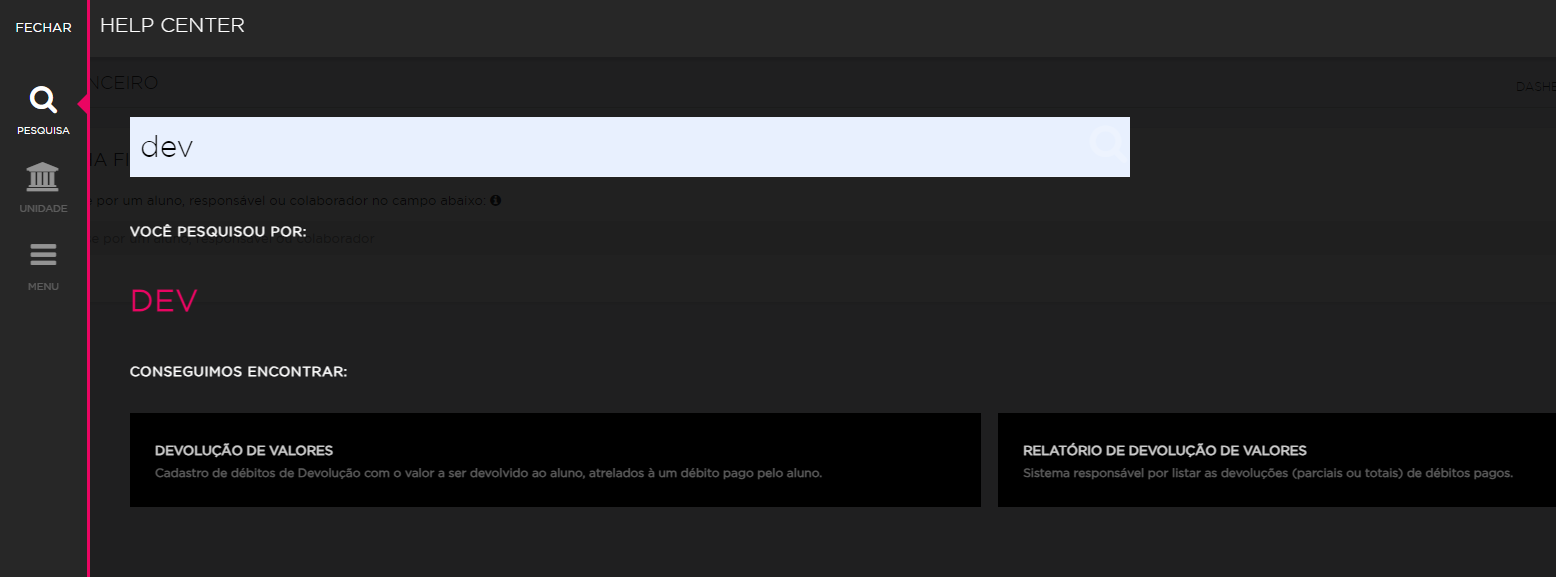 FECHAR
HELP CENTER
NCEIRO
DASHB
PESQUISA
dev
IA FI
UNIDADE
por um aluno, responsável ou colaborador no campo abaixo:
VOCÊ PESQUISOU POR:
por um aluno, responsável ou colaborador
MENU
DEV
CONSEGUIMOS ENCONTRAR:
DEVOLUÇÃO DE VALORES
Cadastro de débitos de Devolução com o valor a ser devolvido ao aluno, atrelados à um débito pago pelo aluno.
RELATÓRIO DE DEVOLUÇÃO DE VALORES
Sistema responsável por listar as devoluções (parciais ou totais) de débitos pagos.